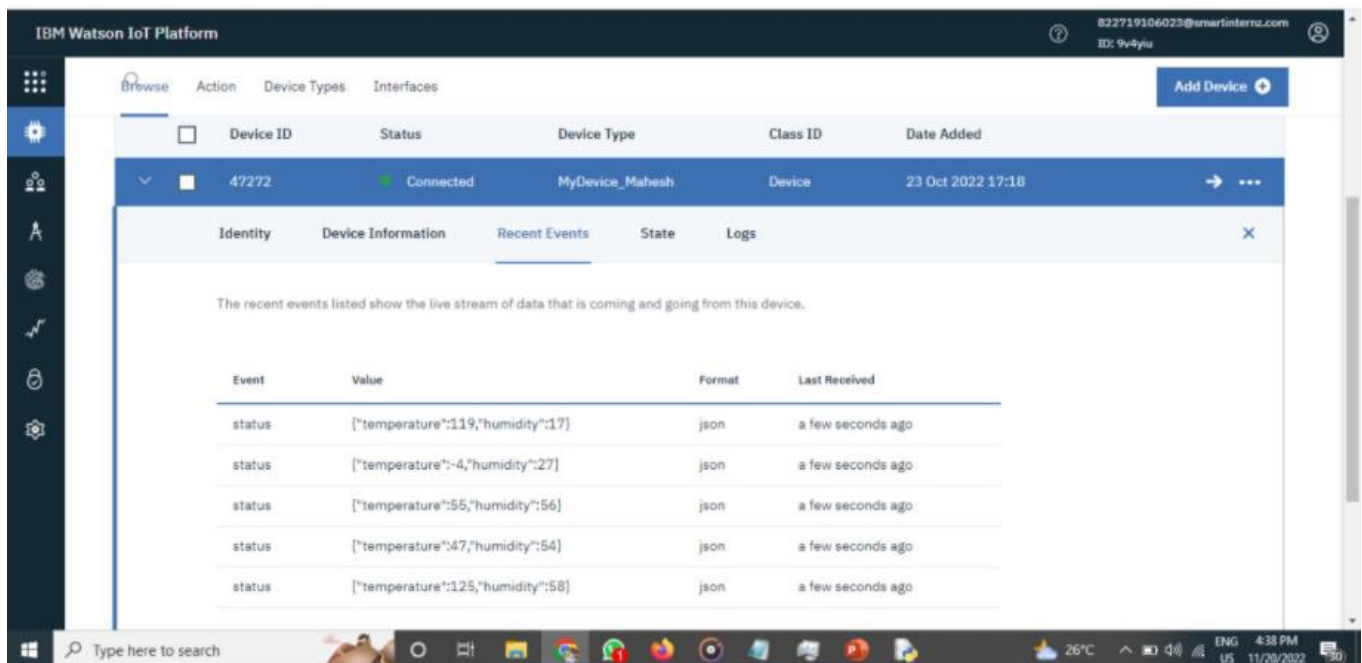 IBM Watson IoT Platform
822719106023@smartinternz.com
ID: 9v4yiu
Browse Action Device Types Interfaces
Add Device
Device ID Status Device Type Class ID Date Added
47272 Connected MyDevice_Mahesh Device 23 Oct 2022 17:18
Identity Device Information Recent Events State Logs
The recent events listed show the live stream of data that is coming and going from this device.
Event Value Format Last Received
status {"temperature":119,"humidity":17} json a few seconds ago
status {"temperature":-4,"humidity":27} json a few seconds ago
status {"temperature":55,"humidity":56} json a few seconds ago
status {"temperature":47,"humidity":54} json a few seconds ago
status {"temperature":125,"humidity":58} json a few seconds ago
Type here to search
26°C
ENG 4:38 PM
US 11/20/2022
30